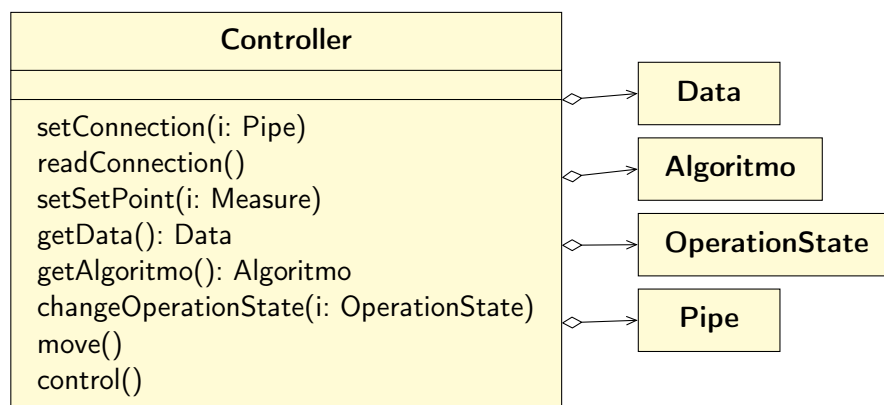 Controller
setConnection(i: Pipe)
readConnection()
setSetPoint(i: Measure)
getData(): Data
getAlgoritmo(): Algoritmo
changeOperationState(i: OperationState)
move()
control()
Data
Algoritmo
OperationState
Pipe